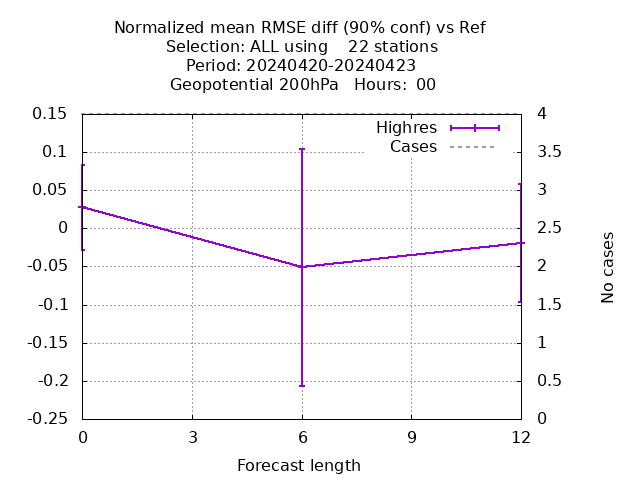 Normalized mean RMSE diff (90% conf) vs Ref
Selection: ALL using    22 stations
Period: 20240420-20240423
Geopotential 200hPa   Hours:  00
Highres
Cases
0.15
0.1
0.05
0
-0.05
-0.1
-0.15
-0.2
-0.25
4
3.5
3
2.5
2
1.5
1
0.5
0
No cases
0 3 6 9 12
Forecast length